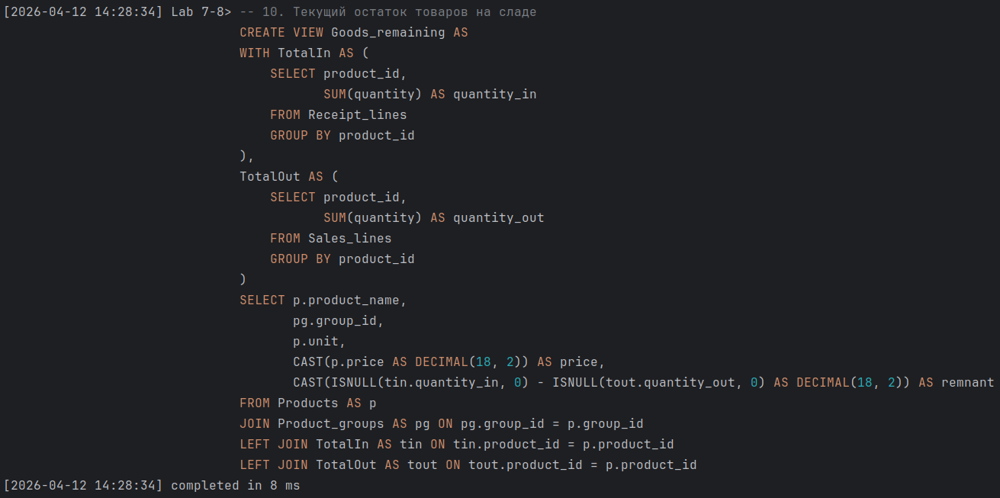 [2026-04-12 14:28:34] Lab 7-8> -- 10. Текущий остаток товаров на сладе
CREATE VIEW Goods_remaining AS
WITH TotalIn AS (
    SELECT product_id,
           SUM(quantity) AS quantity_in
    FROM Receipt_lines
    GROUP BY product_id
),
TotalOut AS (
    SELECT product_id,
           SUM(quantity) AS quantity_out
    FROM Sales_lines
    GROUP BY product_id
)
SELECT p.product_name,
       pg.group_id,
       p.unit,
       CAST(p.price AS DECIMAL(18, 2)) AS price,
       CAST(ISNULL(tin.quantity_in, 0) - ISNULL(tout.quantity_out, 0) AS DECIMAL(18, 2)) AS remnant
FROM Products AS p
JOIN Product_groups AS pg ON pg.group_id = p.group_id
LEFT JOIN TotalIn AS tin ON tin.product_id = p.product_id
LEFT JOIN TotalOut AS tout ON tout.product_id = p.product_id
[2026-04-12 14:28:34] completed in 8 ms